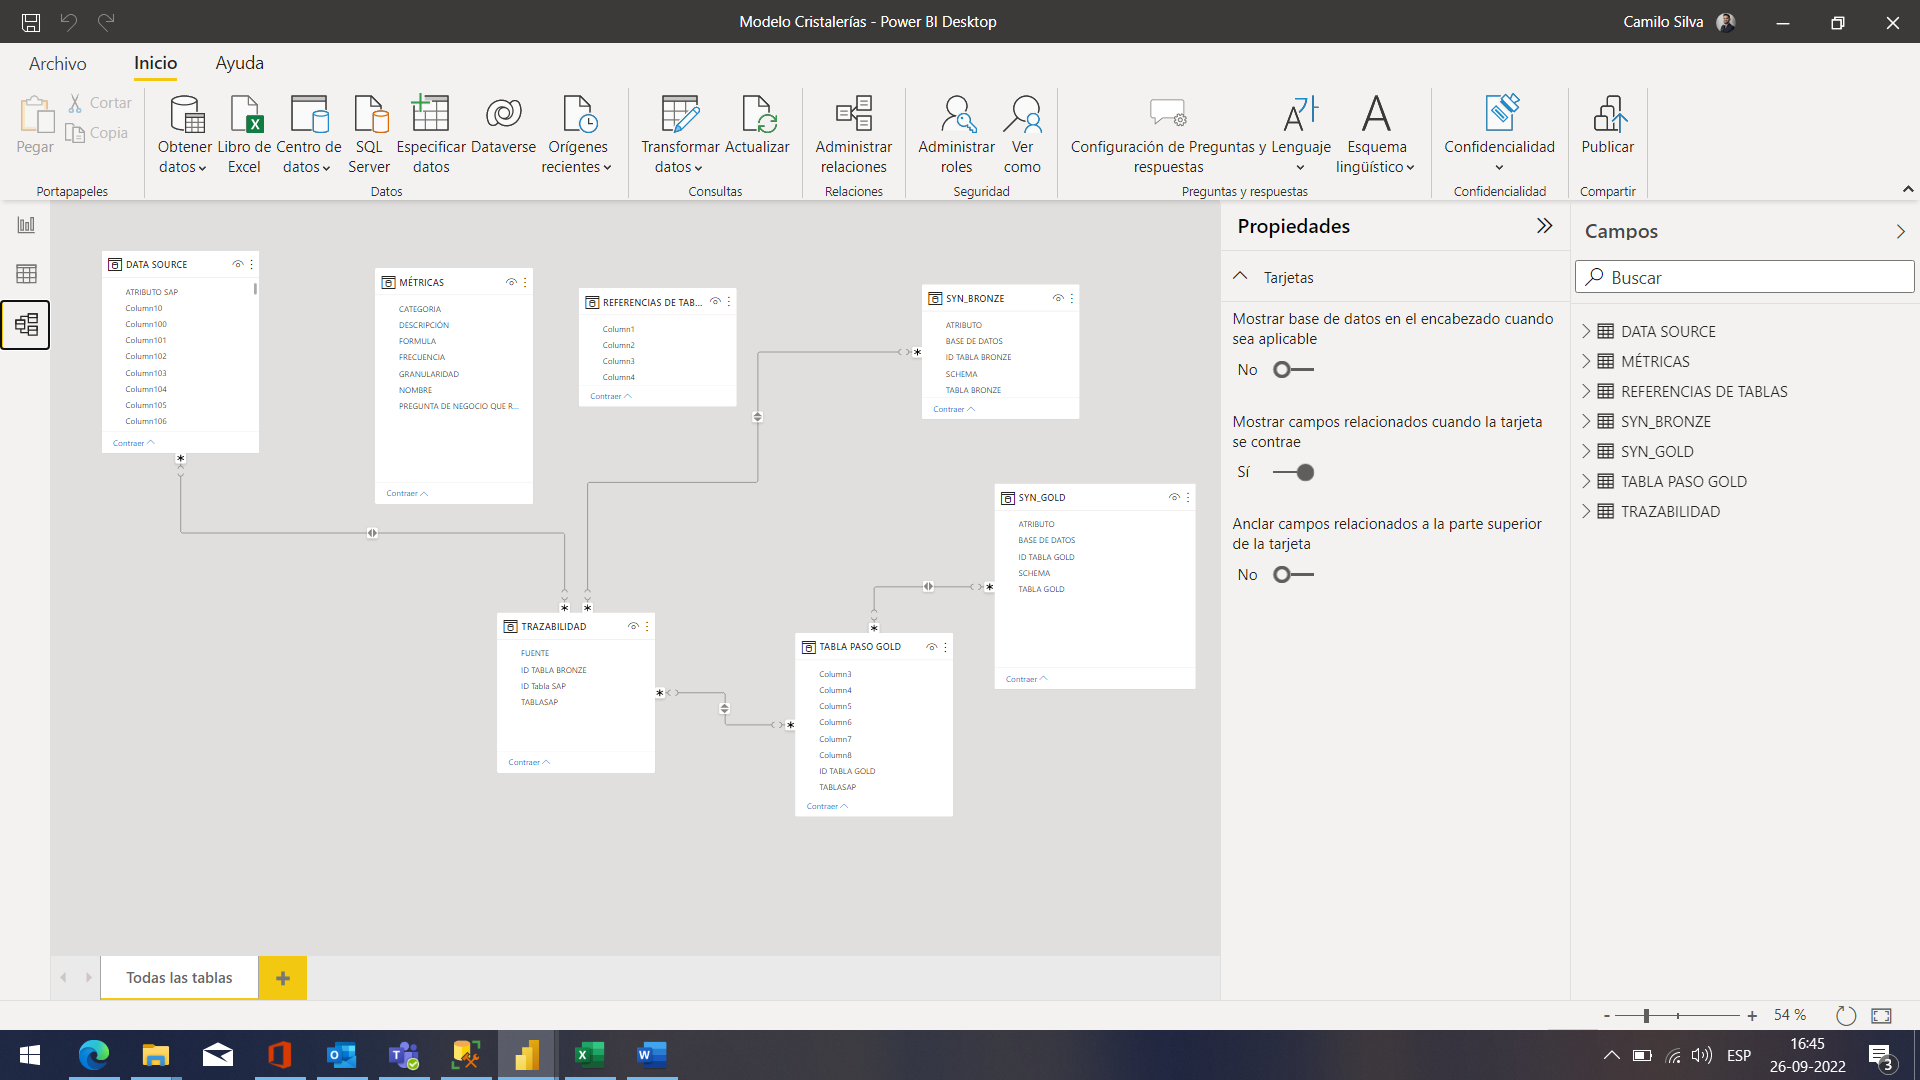 Modelo Cristalerías - Power BI Desktop
Camilo Silva
Archivo
Inicio
Ayuda
Pegar
Cortar
Copia
Portapapeles
Obtener
datos
Libro de
Excel
Centro de
datos
SQL
Server
Especificar
datos
Dataverse
Orígenes
recientes
Datos
Transformar
datos
Actualizar
Consultas
Administrar
relaciones
Relaciones
Administrar
roles
Ver
como
Seguridad
Configuración de Preguntas y
respuestas
Lenguaje
Esquema
lingüístico
Preguntas y respuestas
Confidencialidad
Confidencialidad
Publicar
Compartir
DATA SOURCE
ATRIBUTO SAP
Column10
Column100
Column101
Column102
Column103
Column104
Column105
Column106
Contraer
MÉTRICAS
CATEGORIA
DESCRIPCIÓN
FORMULA
FRECUENCIA
GRANULARIDAD
NOMBRE
PREGUNTA DE NEGOCIO QUE R...
Contraer
REFERENCIAS DE TAB...
Column1
Column2
Column3
Column4
Contraer
SYN_BRONZE
ATRIBUTO
BASE DE DATOS
ID TABLA BRONZE
SCHEMA
TABLA BRONZE
Contraer
SYN_GOLD
ATRIBUTO
BASE DE DATOS
ID TABLA GOLD
SCHEMA
TABLA GOLD
Contraer
TRAZABILIDAD
FUENTE
ID TABLA BRONZE
ID Tabla SAP
TABLASAP
Contraer
TABLA PASO GOLD
Column3
Column4
Column5
Column6
Column7
Column8
ID TABLA GOLD
TABLASAP
Contraer
Propiedades
Tarjetas
Mostrar base de datos en el encabezado cuando
sea aplicable
No
Mostrar campos relacionados cuando la tarjeta
se contrae
Sí
Anclar campos relacionados a la parte superior
de la tarjeta
No
Campos
Buscar
DATA SOURCE
MÉTRICAS
REFERENCIAS DE TABLAS
SYN_BRONZE
SYN_GOLD
TABLA PASO GOLD
TRAZABILIDAD
Todas las tablas
- + 54 %
ESP
16:45
26-09-2022
3